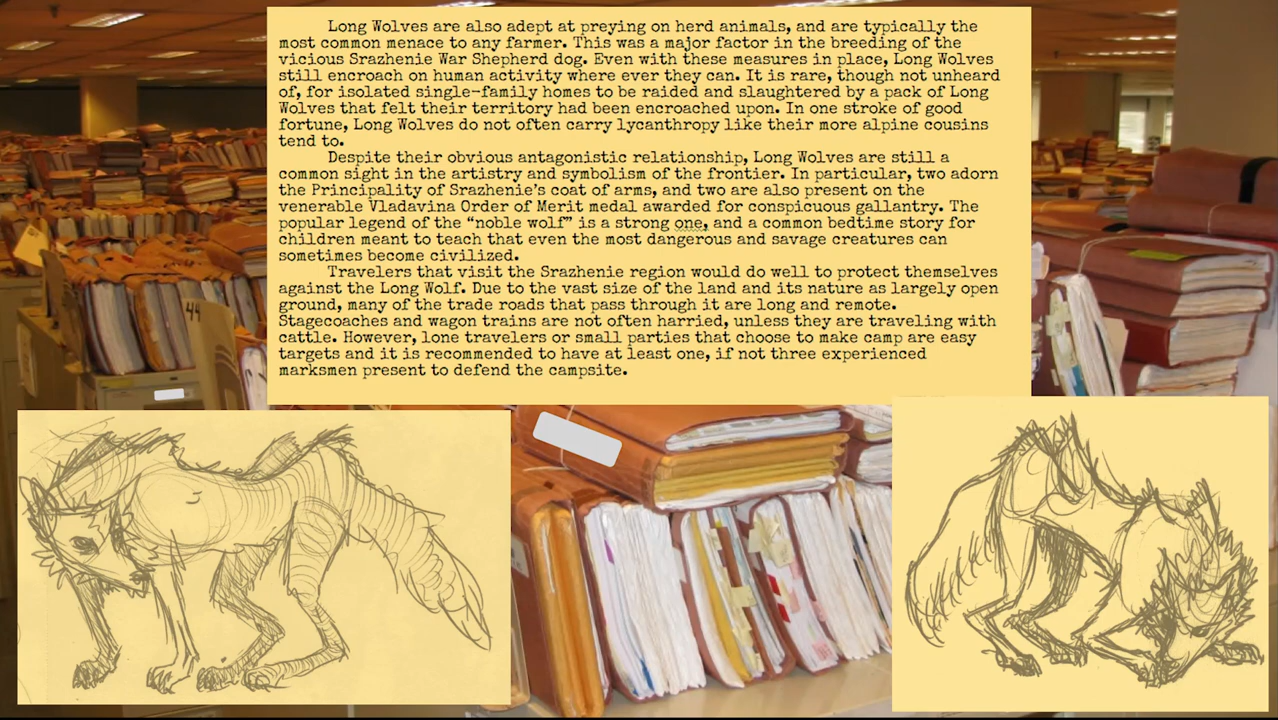 Long Wolves are also adept at preying on herd animals, and are typically the
most common menace to any farmer. This was a major factor in the breeding of the
vicious Srazhenie War Shepherd dog. Even with these measures in place, Long Wolves
still encroach on human activity where ever they can. It is rare, though not unheard
of, for isolated single-family homes to be raided and slaughtered by a pack of Long
Wolves that felt their territory had been encroached upon. In one stroke of good
fortune, Long Wolves do not often carry lycanthropy like their more alpine cousins
tend to.
Despite their obvious antagonistic relationship, Long Wolves are still a
common sight in the artistry and symbolism of the frontier. In particular, two adorn
the Principality of Srazhenie’s coat of arms, and two are also present on the
venerable Vladavina Order of Merit medal awarded for conspicuous gallantry. The
popular legend of the “noble wolf” is a strong one, and a common bedtime story for
children meant to teach that even the most dangerous and savage creatures can
sometimes become civilized.
Travelers that visit the Srazhenie region would do well to protect themselves
against the Long Wolf. Due to the vast size of the land and its nature as largely open
ground, many of the trade roads that pass through it are long and remote.
Stagecoaches and wagon trains are not often harried, unless they are traveling with
cattle. However, lone travelers or small parties that choose to make camp are easy
targets and it is recommended to have at least one, if not three experienced
marksmen present to defend the campsite.
44